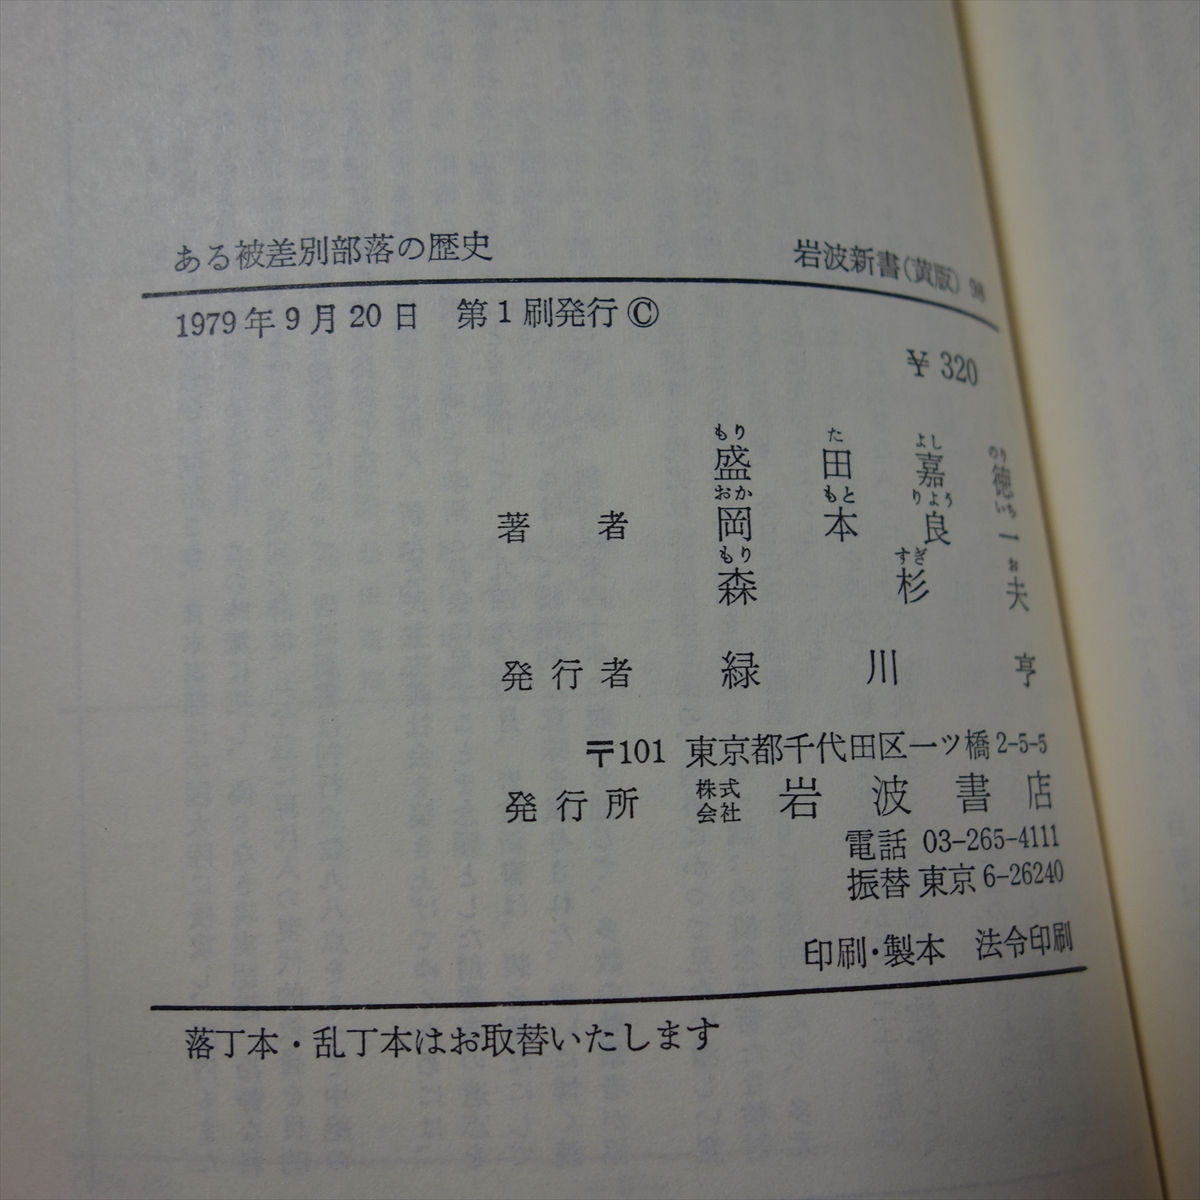 ある被差別部落の歴史　岩波新書(黄版) 98
1979年9月20日　第1刷発行 ©
¥ 320
もり　た　よし　のり
盛田嘉徳
おか　もと　りょう　いち
著者　岡本良一
もり　すぎ　お
森杉夫
発行者　緑川亨
〒101 東京都千代田区一ツ橋2-5-5
発行所　株式会社　岩波書店
電話 03-265-4111
振替 東京6-26240
印刷・製本　法令印刷
落丁本・乱丁本はお取替いたします